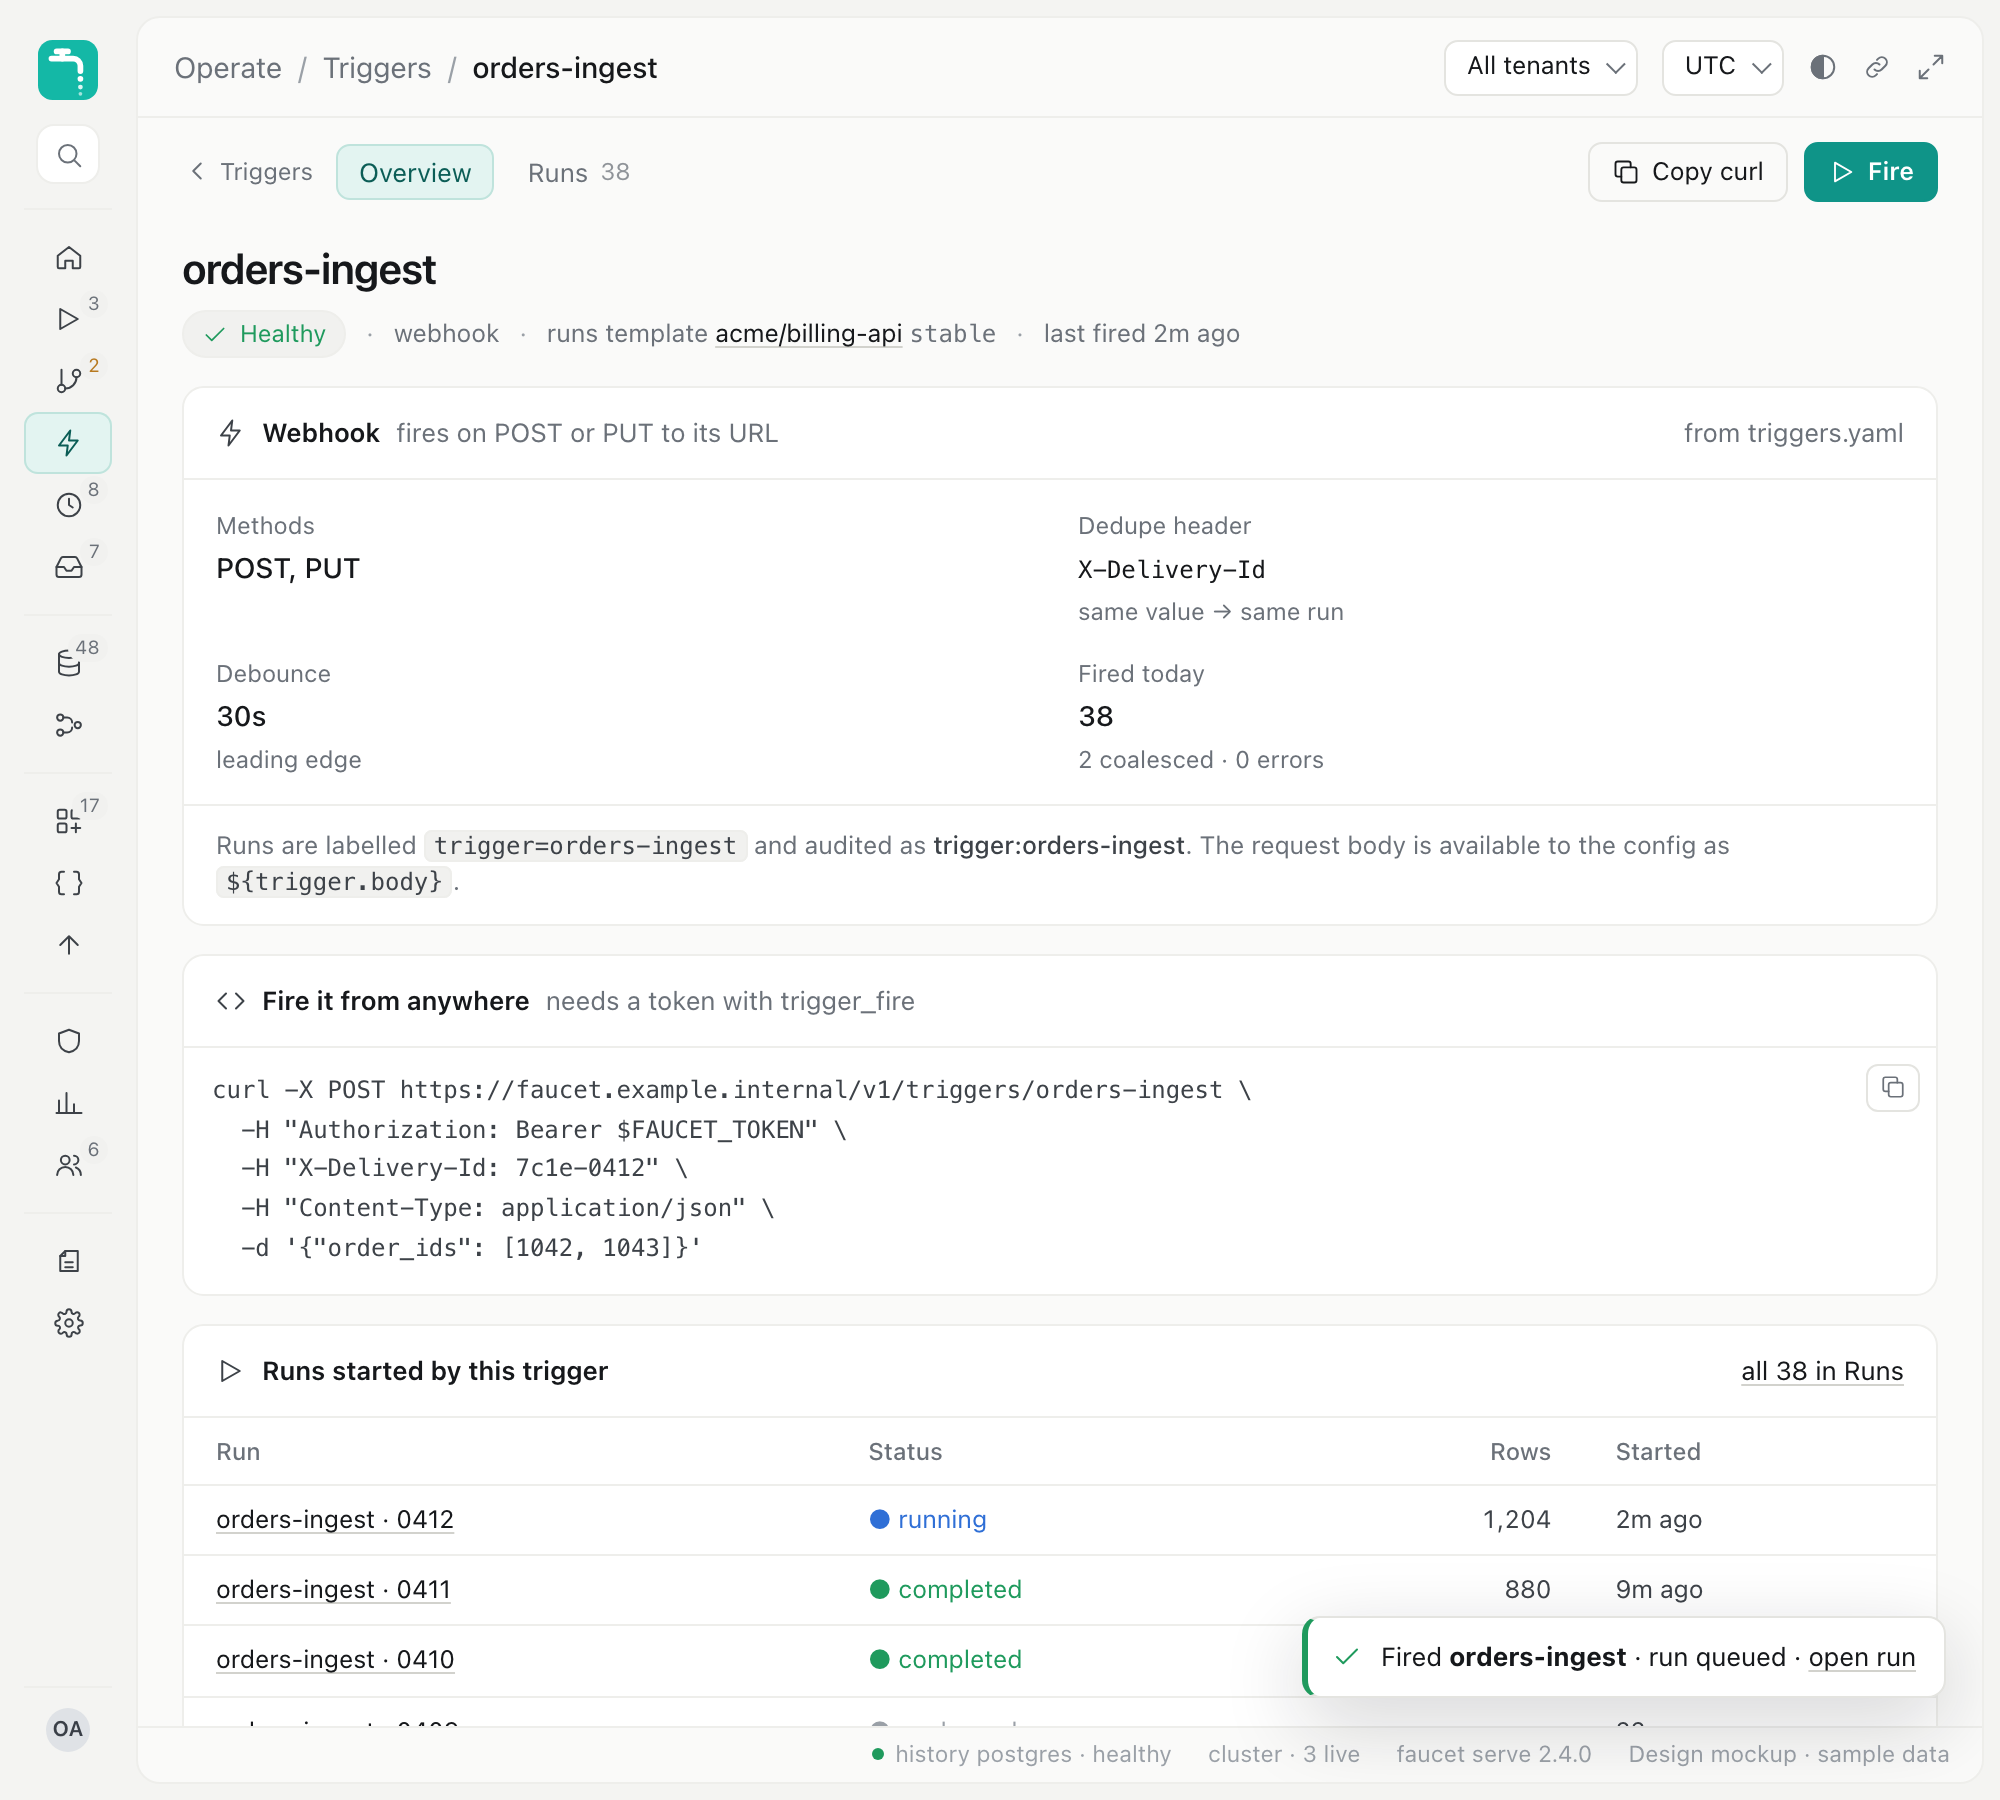 Operate / Triggers / orders-ingest
All tenants
UTC
Triggers
Overview
Runs 38
Copy curl
Fire
3
2
8
7
48
17
6
OA
orders-ingest
Healthy · webhook · runs template acme/billing-api stable · last fired 2m ago
Webhook fires on POST or PUT to its URL
from triggers.yaml
Methods
POST, PUT
Dedupe header
X-Delivery-Id
same value → same run
Debounce
30s
leading edge
Fired today
38
2 coalesced · 0 errors
Runs are labelled trigger=orders-ingest and audited as trigger:orders-ingest. The request body is available to the config as
${trigger.body}.
Fire it from anywhere needs a token with trigger_fire
curl -X POST https://faucet.example.internal/v1/triggers/orders-ingest \
-H "Authorization: Bearer $FAUCET_TOKEN" \
-H "X-Delivery-Id: 7c1e-0412" \
-H "Content-Type: application/json" \
-d '{"order_ids": [1042, 1043]}'
Runs started by this trigger
all 38 in Runs
Run Status Rows Started
orders-ingest · 0412 running 1,204 2m ago
orders-ingest · 0411 completed 880 9m ago
orders-ingest · 0410 completed
Fired orders-ingest · run queued · open run
history postgres · healthy
cluster · 3 live
faucet serve 2.4.0
Design mockup · sample data